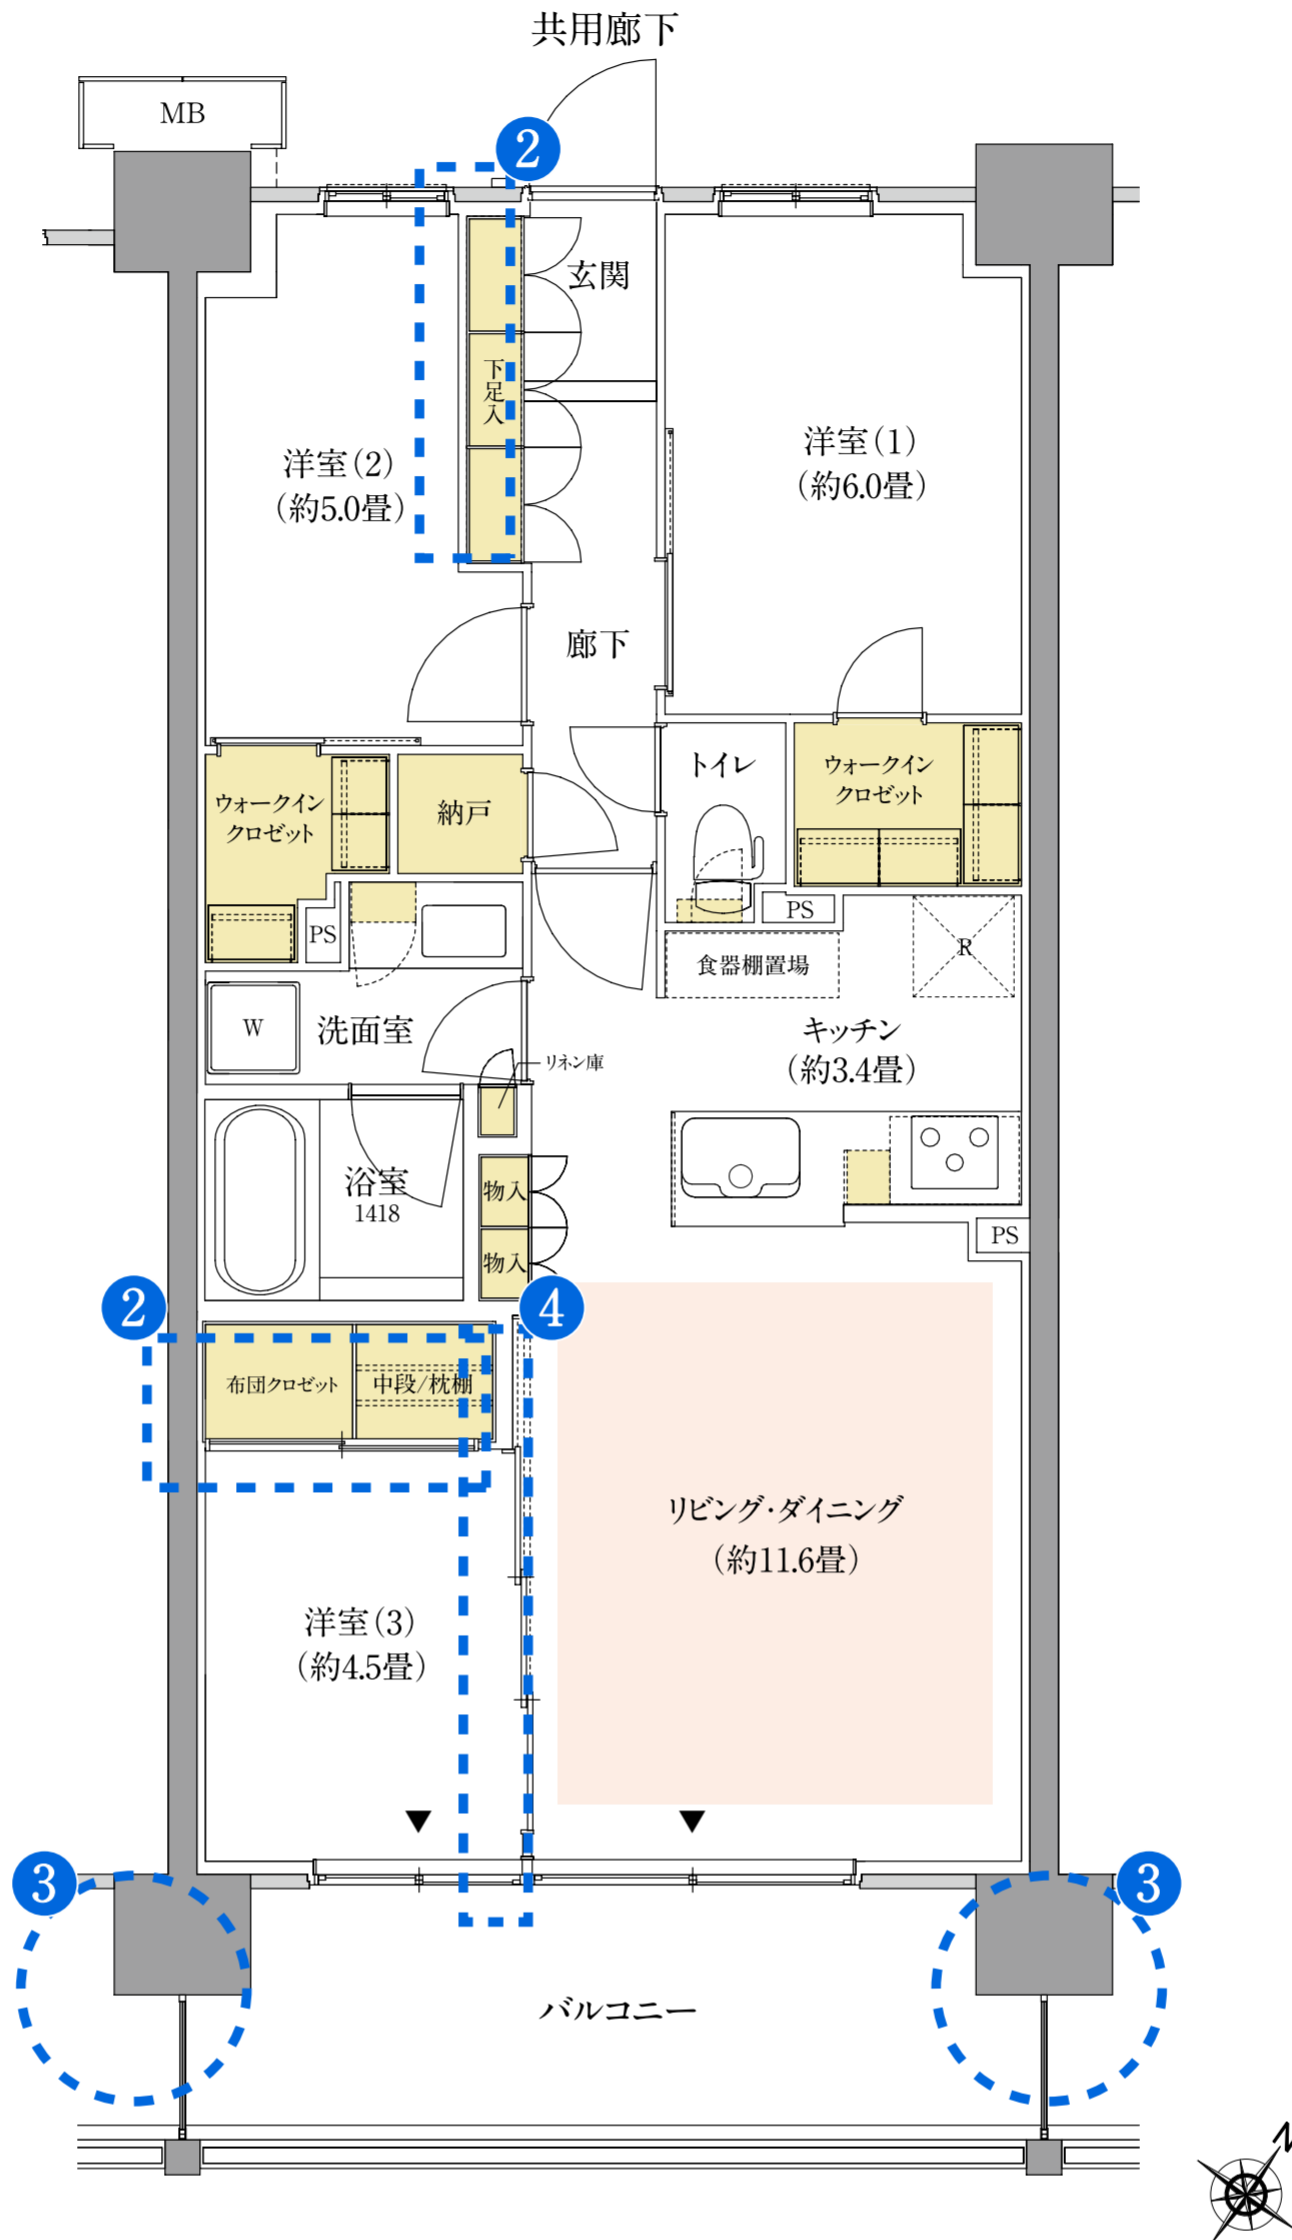 共用廊下
MB
2
玄関
下足入
洋室(1)
(約6.0畳)
洋室(2)
(約5.0畳)
廊下
トイレ
ウォークイン
クロゼット
ウォークイン
クロゼット
納戸
PS
PS
食器棚置場
R
W
洗面室
キッチン
(約3.4畳)
リネン庫
浴室
1418
物入
物入
PS
2
4
布団クロゼット
中段/枕棚
リビング・ダイニング
(約11.6畳)
洋室(3)
(約4.5畳)
3
3
バルコニー
N